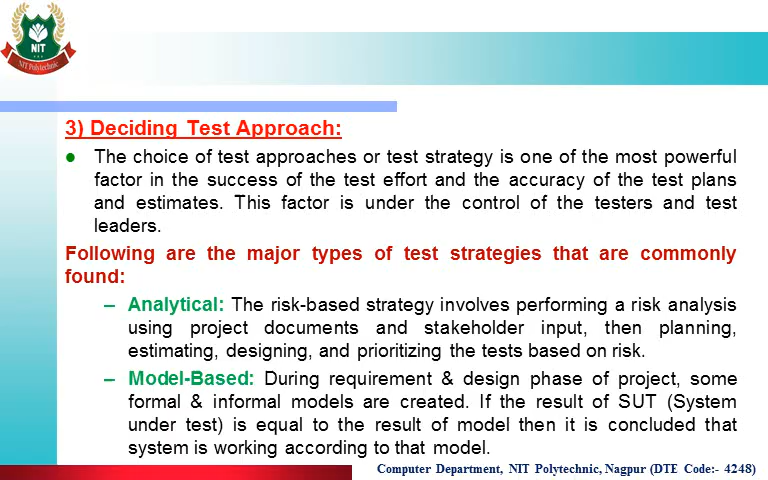 NIT
NIT Polytechnic
3) Deciding Test Approach:
● The choice of test approaches or test strategy is one of the most powerful
factor in the success of the test effort and the accuracy of the test plans
and estimates. This factor is under the control of the testers and test
leaders.
Following are the major types of test strategies that are commonly
found:
– Analytical: The risk-based strategy involves performing a risk analysis
using project documents and stakeholder input, then planning,
estimating, designing, and prioritizing the tests based on risk.
– Model-Based: During requirement & design phase of project, some
formal & informal models are created. If the result of SUT (System
under test) is equal to the result of model then it is concluded that
system is working according to that model.
Computer Department, NIT Polytechnic, Nagpur (DTE Code:- 4248)